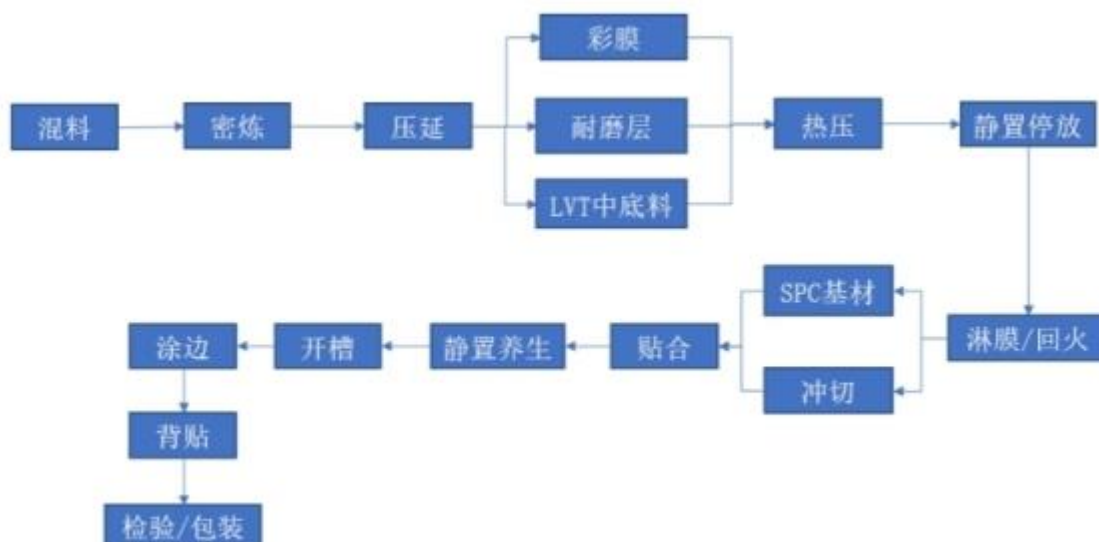 混料
密炼
压延
彩膜
耐磨层
LVT中底料
热压
静置停放
淋膜/回火
SPC基材
冲切
贴合
静置养生
开槽
涂边
背贴
检验/包装